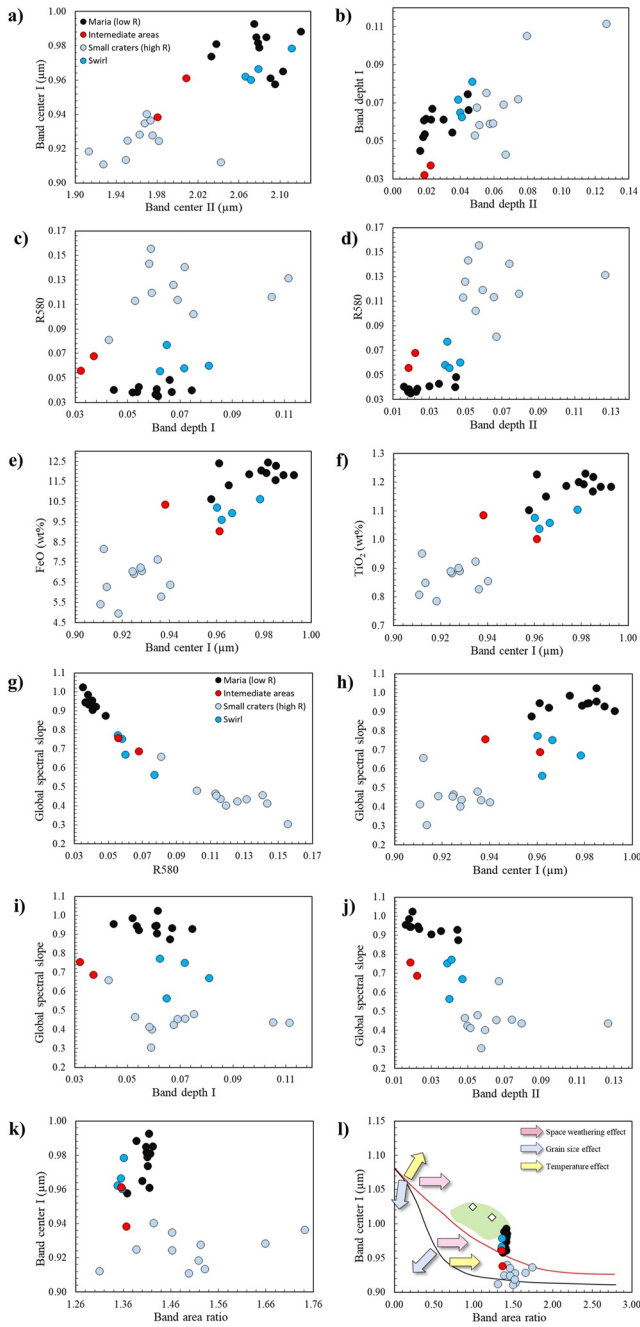 a)
Maria (low R)
Intemediate areas
Small craters (high R)
Swirl
1.00
0.98
0.96
0.94
0.92
0.90
Band center I (µm)
1.90 1.94 1.98 2.02 2.06 2.10
Band center II (µm)
b)
0.11
0.09
0.07
0.05
0.03
Band depht I
0.00 0.02 0.04 0.06 0.08 0.10 0.12 0.14
Band depth II
c)
0.17
0.15
0.13
0.11
0.09
0.07
0.05
0.03
R580
0.03 0.05 0.07 0.09 0.11
Band depth I
d)
0.17
0.15
0.13
0.11
0.09
0.07
0.05
0.03
R580
0.01 0.03 0.05 0.07 0.09 0.11 0.13
Band depth II
e)
12.5
11.5
10.5
9.5
8.5
7.5
6.5
5.5
4.5
FeO (wt%)
0.90 0.92 0.94 0.96 0.98 1.00
Band center I (µm)
f)
1.3
1.2
1.1
1.0
0.9
0.8
0.7
TiO2 (wt%)
0.90 0.92 0.94 0.96 0.98 1.00
Band center I (µm)
g)
Maria (low R)
Intemediate areas
Small craters (high R)
Swirl
1.1
1.0
0.9
0.8
0.7
0.6
0.5
0.4
0.3
0.2
Global spectral slope
0.03 0.05 0.07 0.09 0.11 0.13 0.15 0.17
R580
h)
1.1
1.0
0.9
0.8
0.7
0.6
0.5
0.4
0.3
0.2
Global spectral slope
0.90 0.92 0.94 0.96 0.98 1.00
Band center I (µm)
i)
1.1
1.0
0.9
0.8
0.7
0.6
0.5
0.4
0.3
0.2
Global spectral slope
0.03 0.05 0.07 0.09 0.11
Band depth I
j)
1.1
1.0
0.9
0.8
0.7
0.6
0.5
0.4
0.3
0.2
Global spectral slope
0.01 0.03 0.05 0.07 0.09 0.11 0.13
Band depth II
k)
1.00
0.98
0.96
0.94
0.92
0.90
Band center I (µm)
1.26 1.36 1.46 1.56 1.66 1.76
Band area ratio
l)
Space weathering effect
Grain size effect
Temperature effect
1.15
1.10
1.05
1.00
0.95
0.90
Band center I (µm)
0.00 0.50 1.00 1.50 2.00 2.50 3.00
Band area ratio